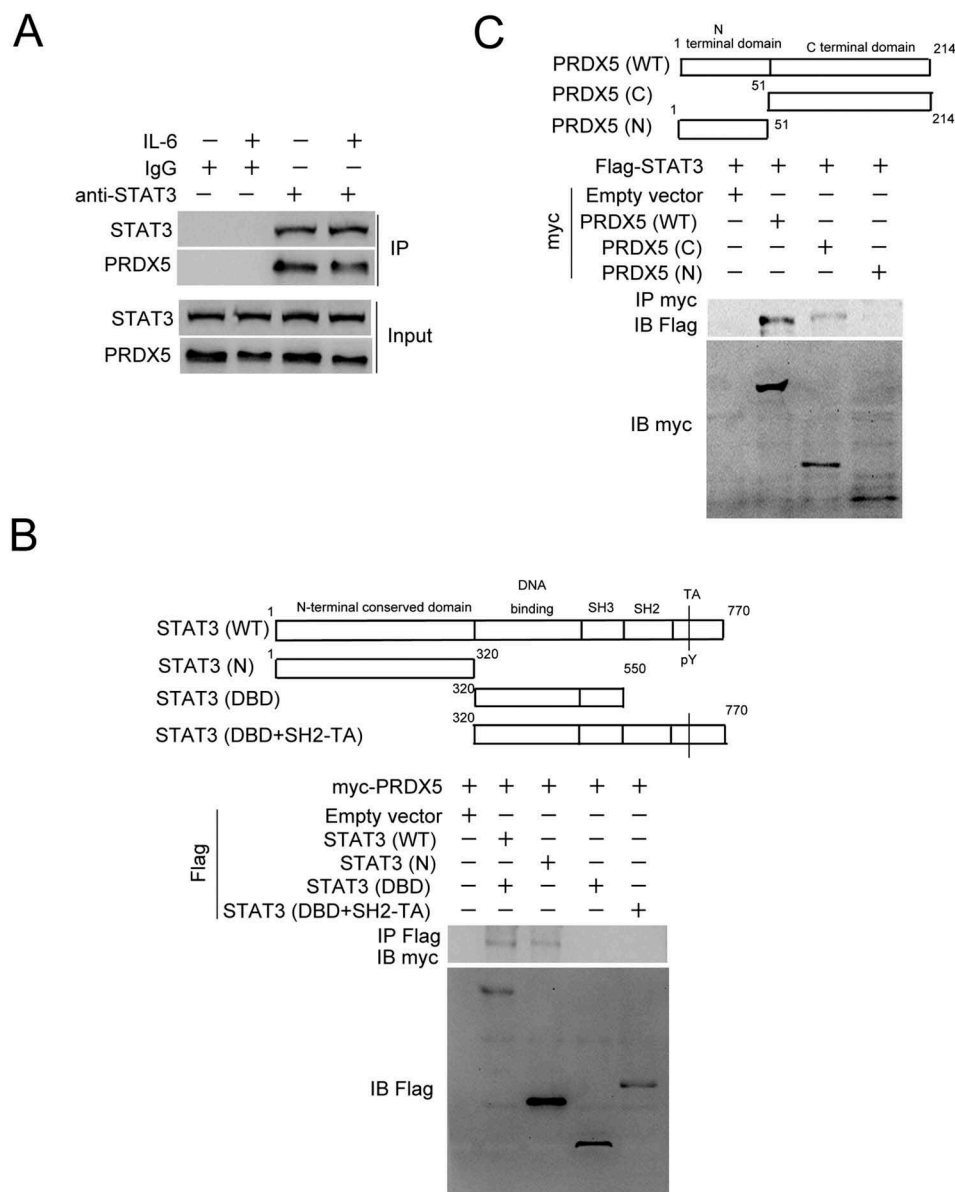 A
IL-6 − + − +
IgG + + − −
anti-STAT3 − − + +
STAT3
PRDX5
IP
STAT3
PRDX5
Input
C
N
1 terminal domain C terminal domain 214
PRDX5 (WT)
51
PRDX5 (C)
1 214
PRDX5 (N) 51
Flag-STAT3 + + + +
myc
Empty vector + − − −
PRDX5 (WT) − + − −
PRDX5 (C) − − + −
PRDX5 (N) − − − +
IP myc
IB Flag
IB myc
B
DNA
1 N-terminal conserved domain binding SH3 SH2 TA 770
STAT3 (WT)
1 320 pY
STAT3 (N) 550
320
STAT3 (DBD)
320 770
STAT3 (DBD+SH2-TA)
myc-PRDX5 + + + + +
Flag
Empty vector + − − − −
STAT3 (WT) − + − − −
STAT3 (N) − − + − −
STAT3 (DBD) − + − + −
STAT3 (DBD+SH2-TA) − − − − +
IP Flag
IB myc
IB Flag